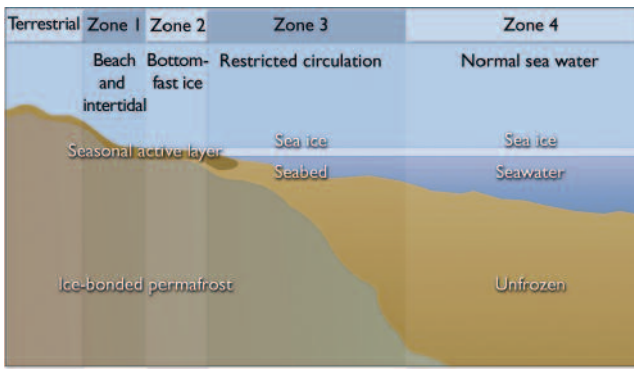 Terrestrial Zone 1 Zone 2 Zone 3 Zone 4
Beach
and
intertidal
Bottom-
fast ice
Restricted circulation
Normal sea water
Seasonal active layer
Sea ice
Sea ice
Seabed
Seawater
Ice-bonded permafrost
Unfrozen